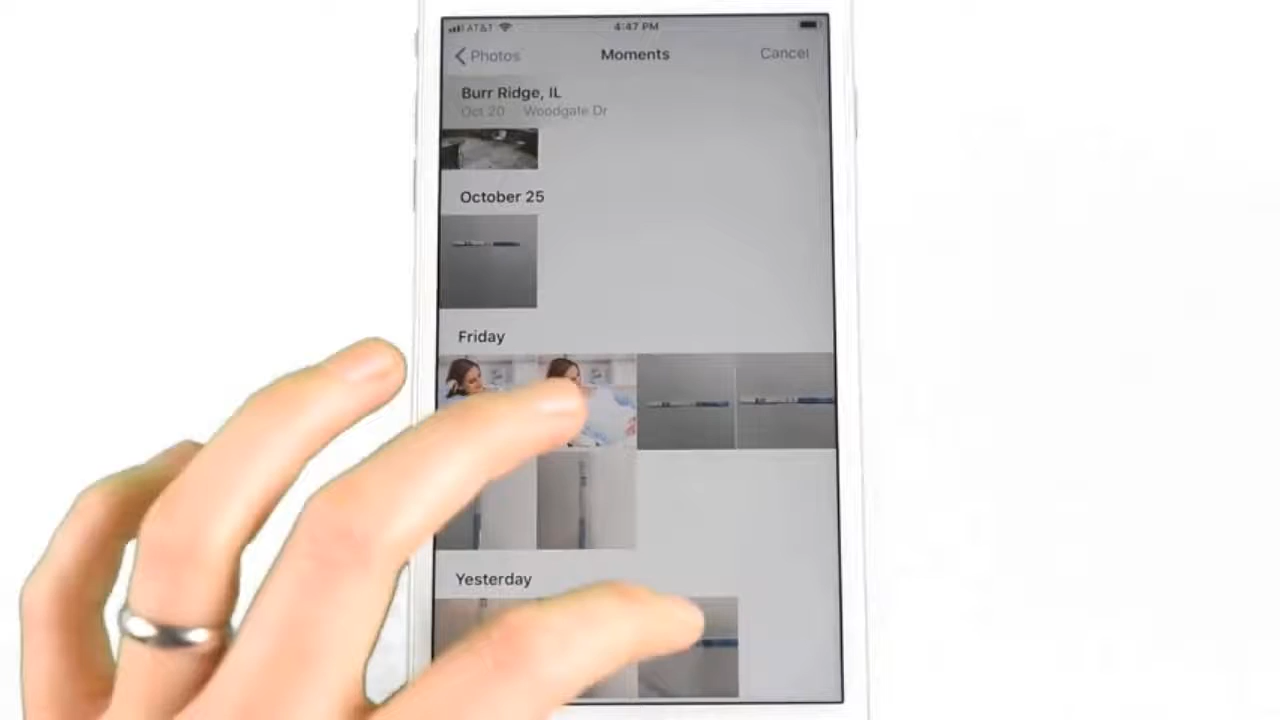 AT&T 4:47 PM
Photos Moments Cancel
Burr Ridge, IL
Oct 20 Woodgate Dr
October 25
Friday
Yesterday